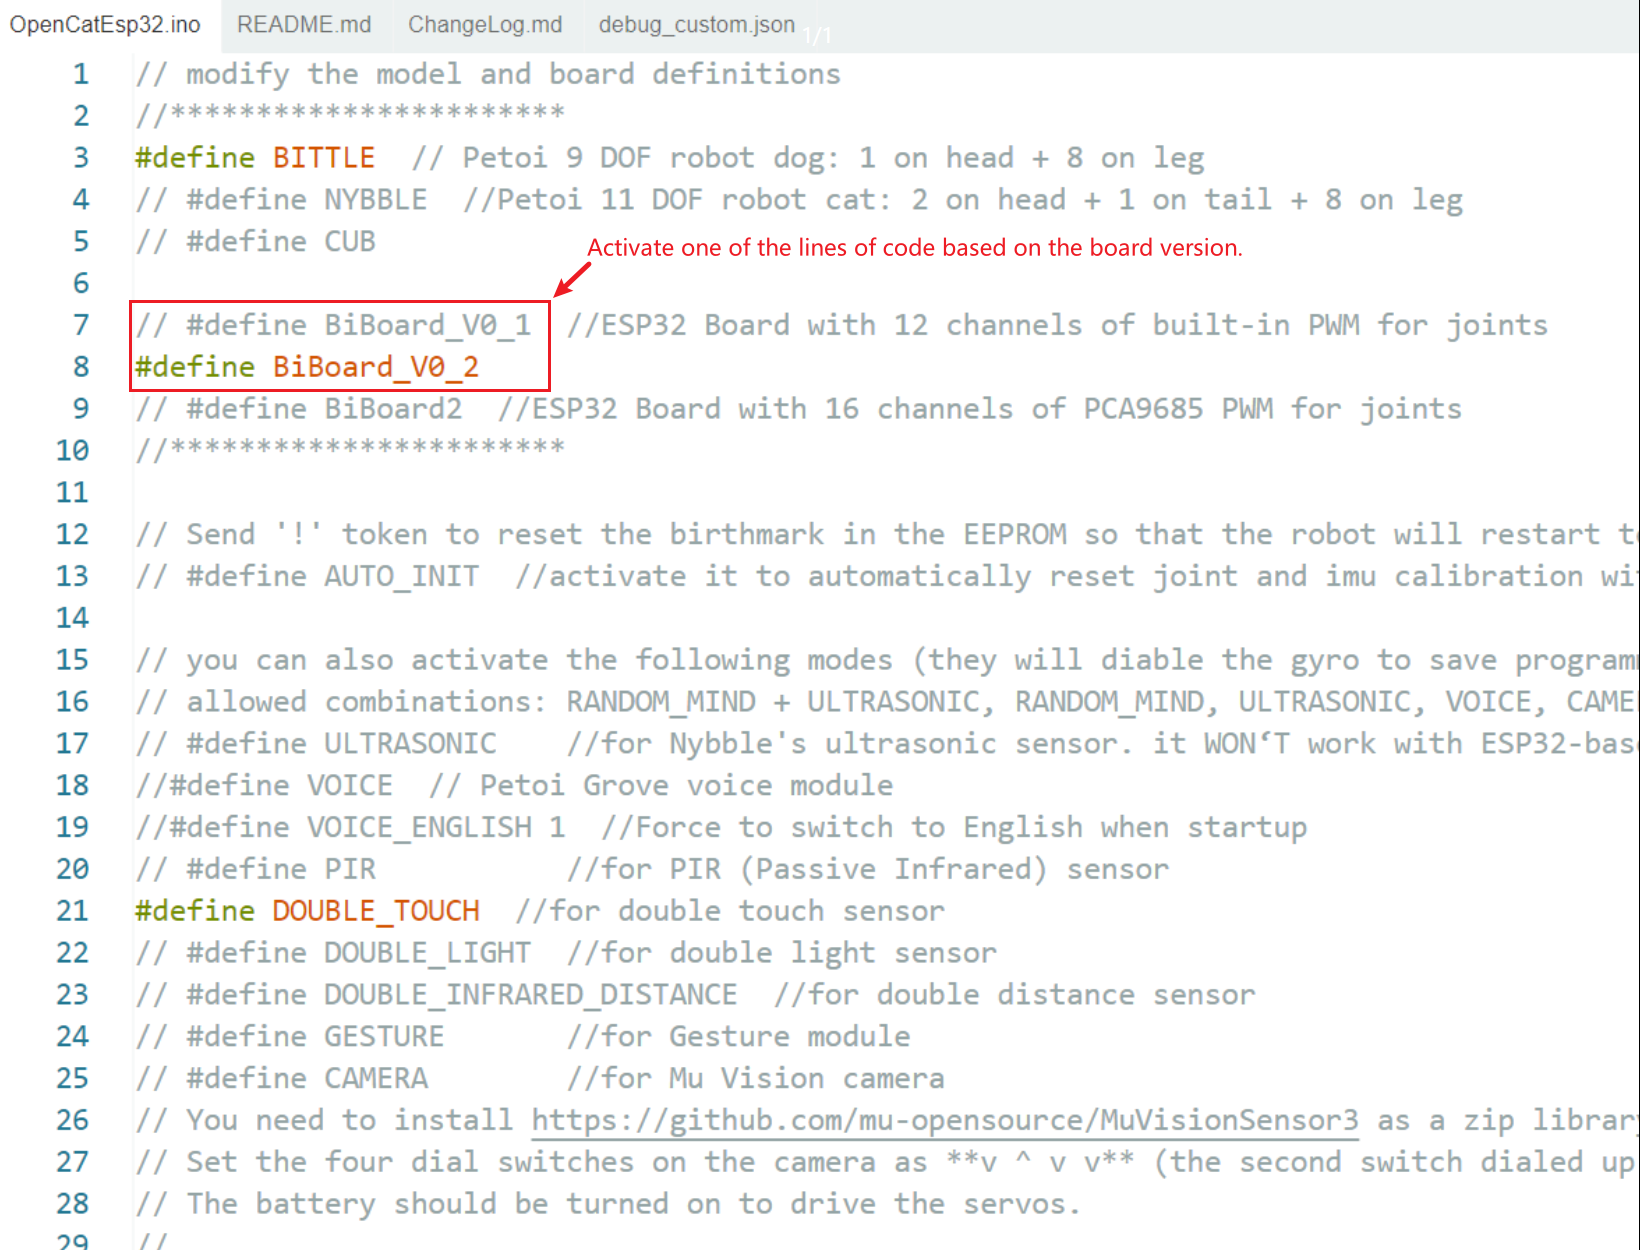 OpenCatEsp32.ino README.md ChangeLog.md debug_custom.json 1/1
1 // modify the model and board definitions
2 //***********************
3 #define BITTLE // Petoi 9 DOF robot dog: 1 on head + 8 on leg
4 // #define NYBBLE //Petoi 11 DOF robot cat: 2 on head + 1 on tail + 8 on leg
5 // #define CUB
Activate one of the lines of code based on the board version.
6
7 // #define BiBoard_V0_1 //ESP32 Board with 12 channels of built-in PWM for joints
8 #define BiBoard_V0_2
9 // #define BiBoard2 //ESP32 Board with 16 channels of PCA9685 PWM for joints
10 //***********************
11
12 // Send '!' token to reset the birthmark in the EEPROM so that the robot will restart
13 // #define AUTO_INIT //activate it to automatically reset joint and imu calibration
14
15 // you can also activate the following modes (they will diable the gyro to save
16 // allowed combinations: RANDOM_MIND + ULTRASONIC, RANDOM_MIND, ULTRASONIC, VOICE,
17 // #define ULTRASONIC //for Nybble's ultrasonic sensor. it WON‘T work with
18 //#define VOICE // Petoi Grove voice module
19 //#define VOICE_ENGLISH 1 //Force to switch to English when startup
20 // #define PIR //for PIR (Passive Infrared) sensor
21 #define DOUBLE_TOUCH //for double touch sensor
22 // #define DOUBLE_LIGHT //for double light sensor
23 // #define DOUBLE_INFRARED_DISTANCE //for double distance sensor
24 // #define GESTURE //for Gesture module
25 // #define CAMERA //for Mu Vision camera
26 // You need to install https://github.com/mu-opensource/MuVisionSensor3 as a zip
27 // Set the four dial switches on the camera as **v ^ v v** (the second switch dialed up
28 // The battery should be turned on to drive the servos.
29 //